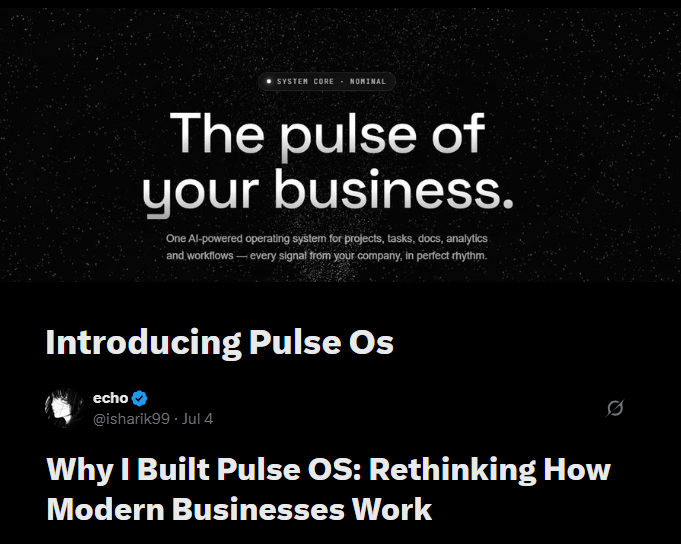 SYSTEM CORE · NOMINAL
The pulse of
your business.
One AI-powered operating system for projects, tasks, docs, analytics
and workflows — every signal from your company, in perfect rhythm.
Introducing Pulse Os
echo
@isharik99 · Jul 4
Why I Built Pulse OS: Rethinking How
Modern Businesses Work